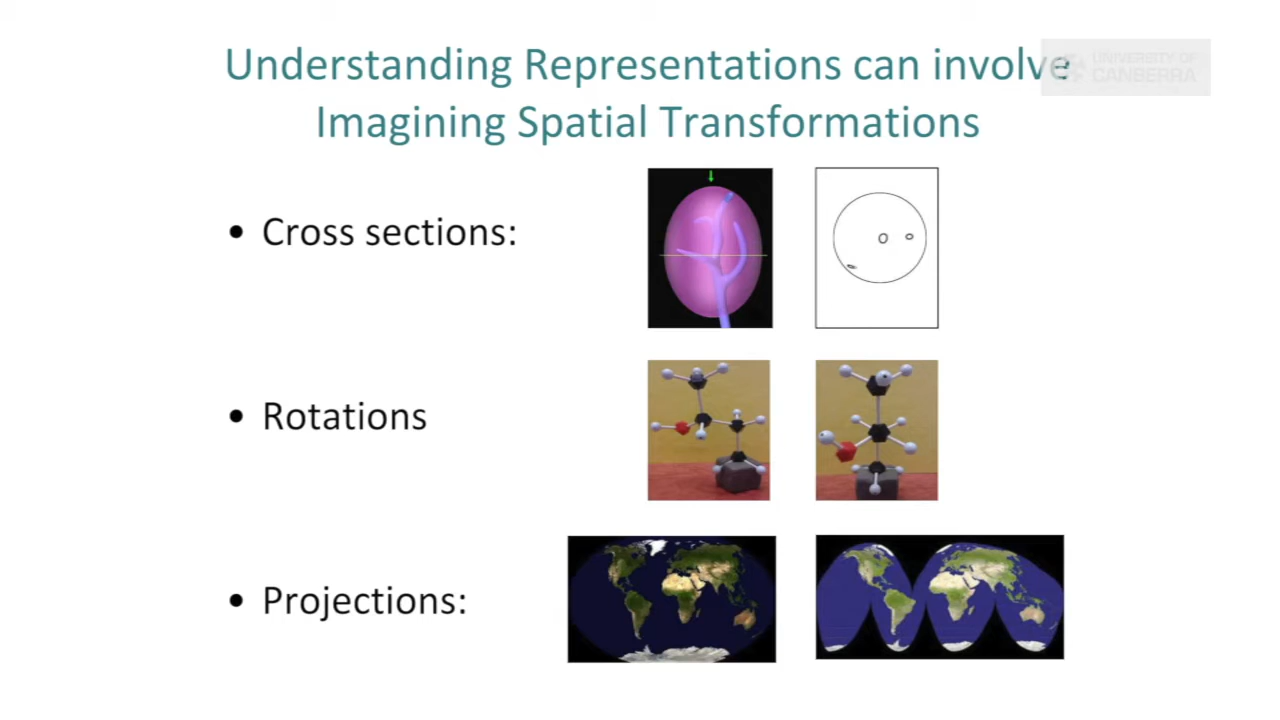 Understanding Representations can involve
UNIVERSITY OF
CANBERRA
Imagining Spatial Transformations
• Cross sections:
• Rotations
• Projections: